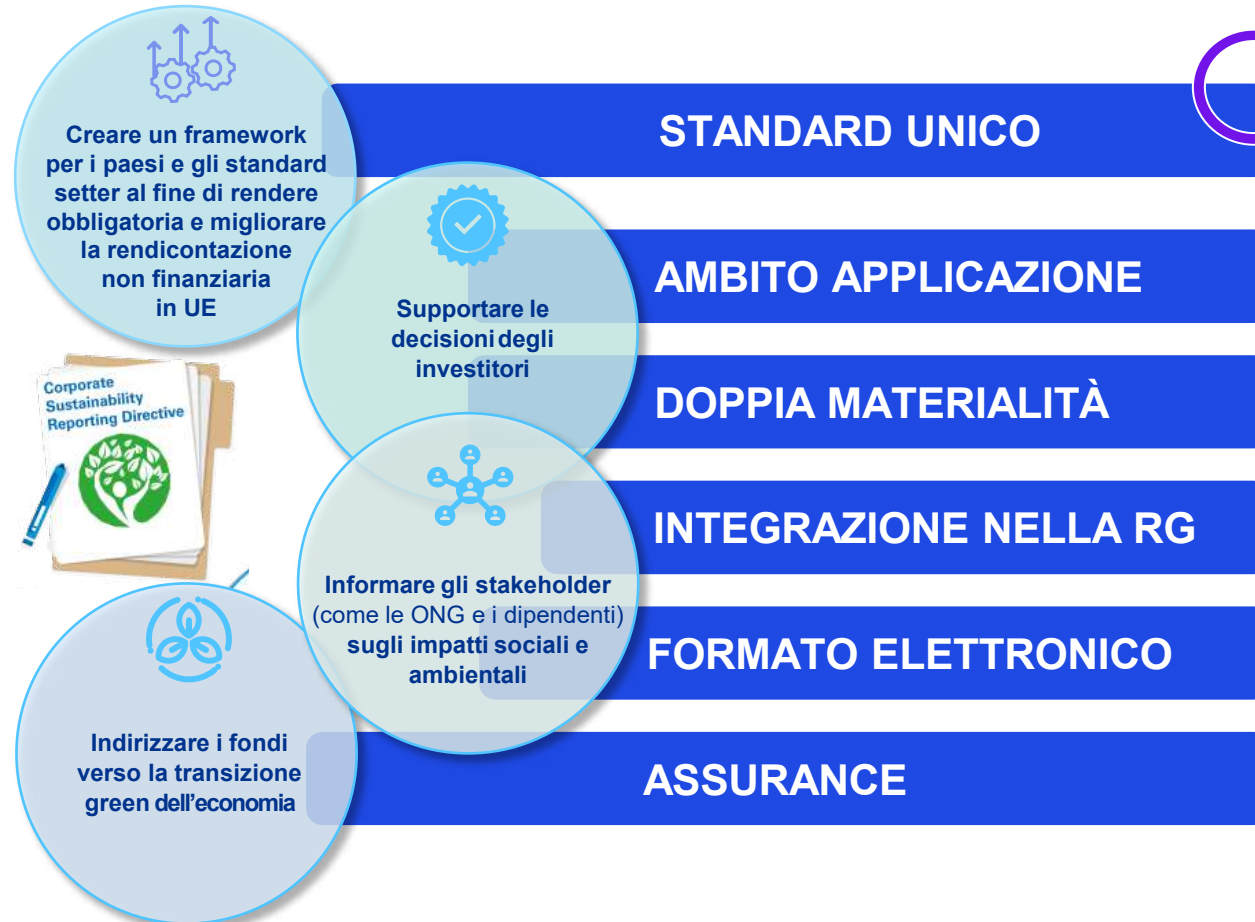 Creare un framework
per i paesi e gli standard
setter al fine di rendere
obbligatoria e migliorare
la rendicontazione
non finanziaria
in UE
STANDARD UNICO
Supportare le
decisioni degli
investitori
AMBITO APPLICAZIONE
DOPPIA MATERIALITÀ
Corporate
Sustainability
Reporting Directive
INTEGRAZIONE NELLA RG
Informare gli stakeholder
(come le ONG e i dipendenti)
sugli impatti sociali e
ambientali
FORMATO ELETTRONICO
Indirizzare i fondi
verso la transizione
green dell'economia
ASSURANCE